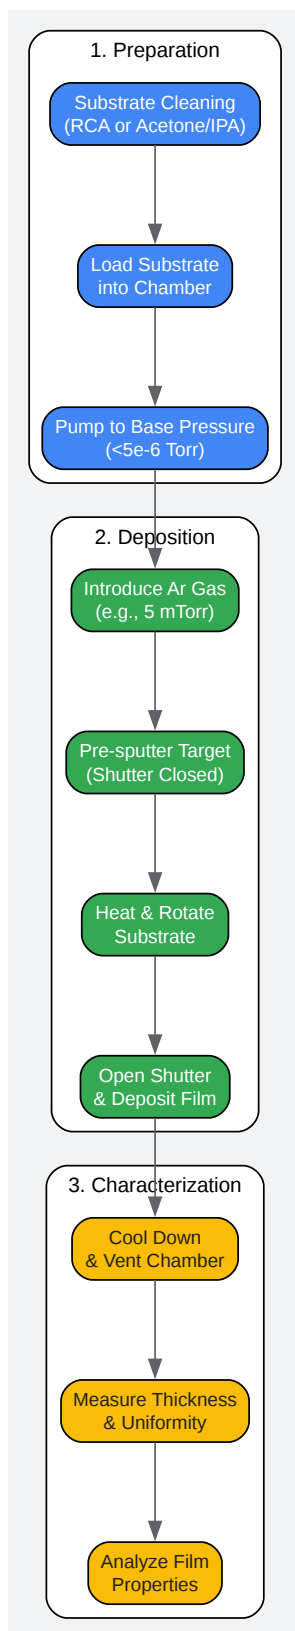 1. Preparation
Substrate Cleaning
(RCA or Acetone/IPA)
Load Substrate
into Chamber
Pump to Base Pressure
(<5e-6 Torr)
2. Deposition
Introduce Ar Gas
(e.g., 5 mTorr)
Pre-sputter Target
(Shutter Closed)
Heat & Rotate
Substrate
Open Shutter
& Deposit Film
3. Characterization
Cool Down
& Vent Chamber
Measure Thickness
& Uniformity
Analyze Film
Properties